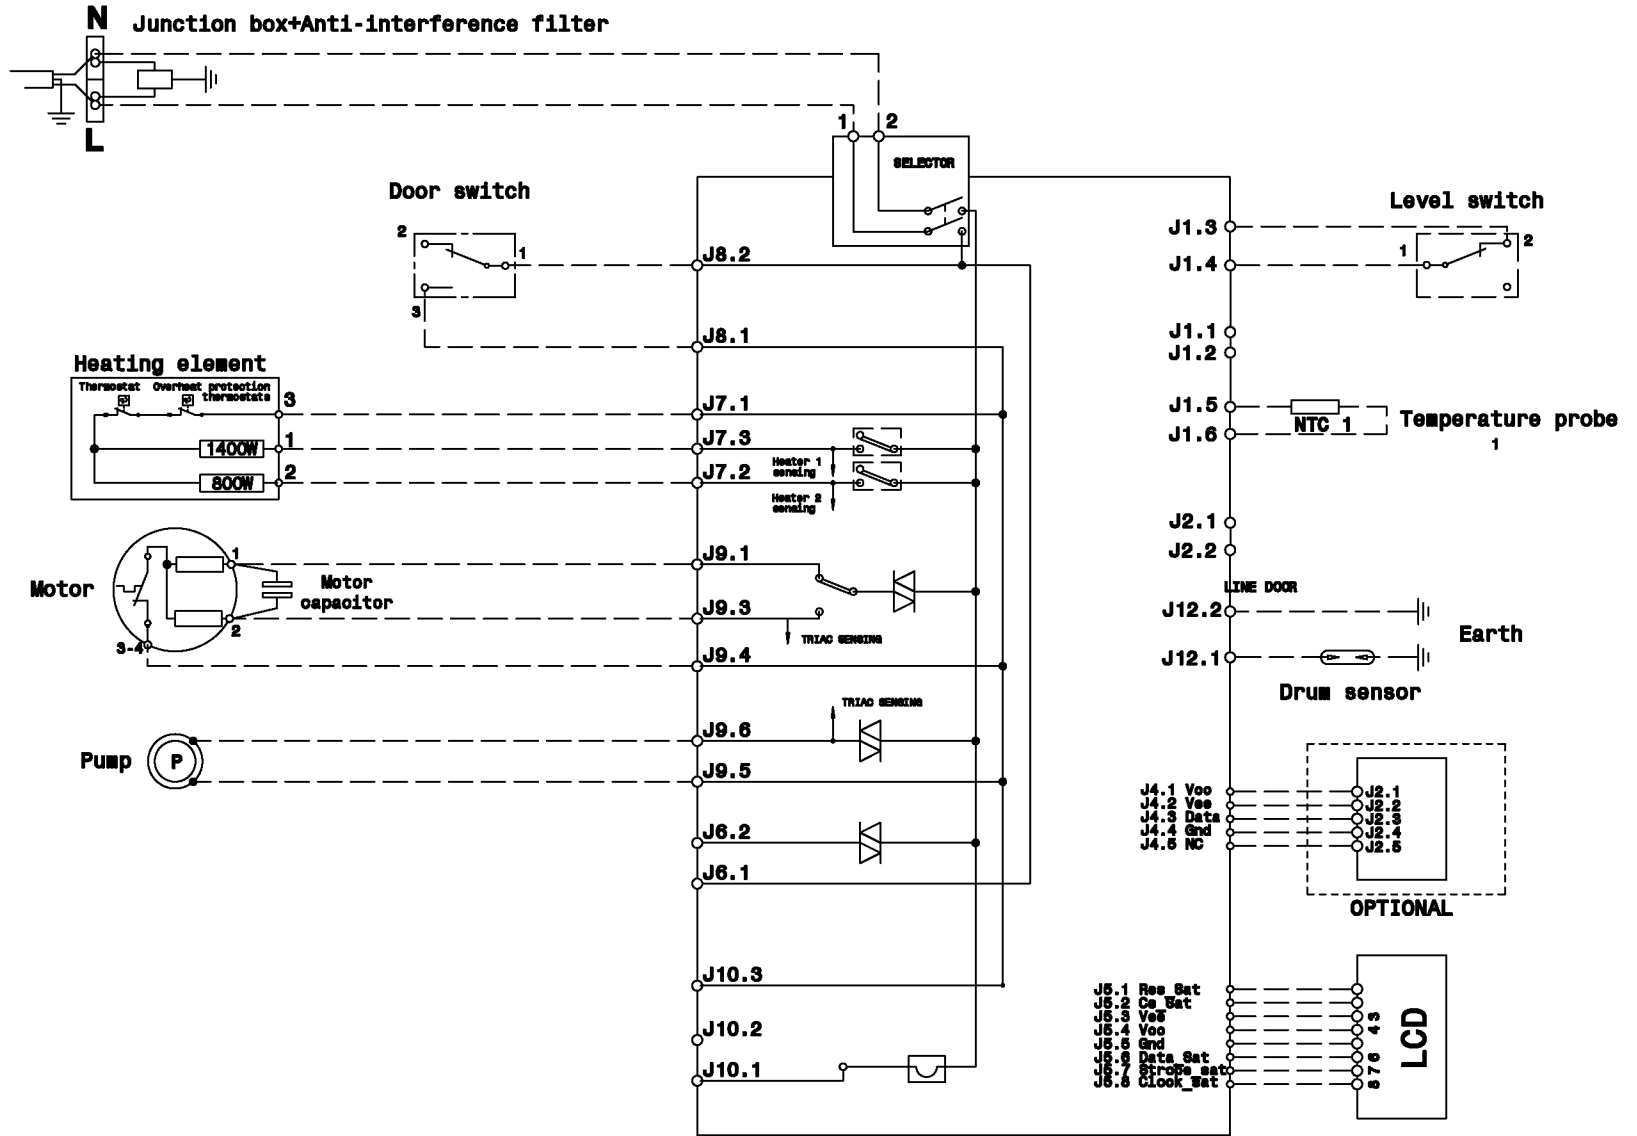 N Junction box+Anti-interference filter
L
1 2
SELECTOR
Door switch
2
1
3
J8.2
J8.1
Heating element
Thermostat Overheat protection
thermostats
3
1400W 1
800W 2
J7.1
J7.3
Heater 1
sensing
J7.2
Heater 2
sensing
Motor
1
2
3-4
Motor
capacitor
J9.1
J9.3
TRIAC SENSING
J9.4
TRIAC SENSING
J9.6
Pump
P
J9.5
J6.2
J6.1
J10.3
J10.2
J10.1
Level switch
J1.3
J1.4
1
2
J1.1
J1.2
J1.5
NTC 1
Temperature probe
1
J1.6
J2.1
J2.2
LINE DOOR
J12.2
Earth
J12.1
Drum sensor
J4.1 Vcc
J4.2 Vee
J4.3 Data
J4.4 Gnd
J4.5 NC
J2.1
J2.2
J2.3
J2.4
J2.5
OPTIONAL
J5.1 Res_Sat
J5.2 Cs_Sat
J5.3 Vee
J5.4 Vcc
J5.5 Gnd
J5.6 Data_Sat
J5.7 Strobe_sat
J5.8 Clock_Sat
3
4
6
7
8
LCD